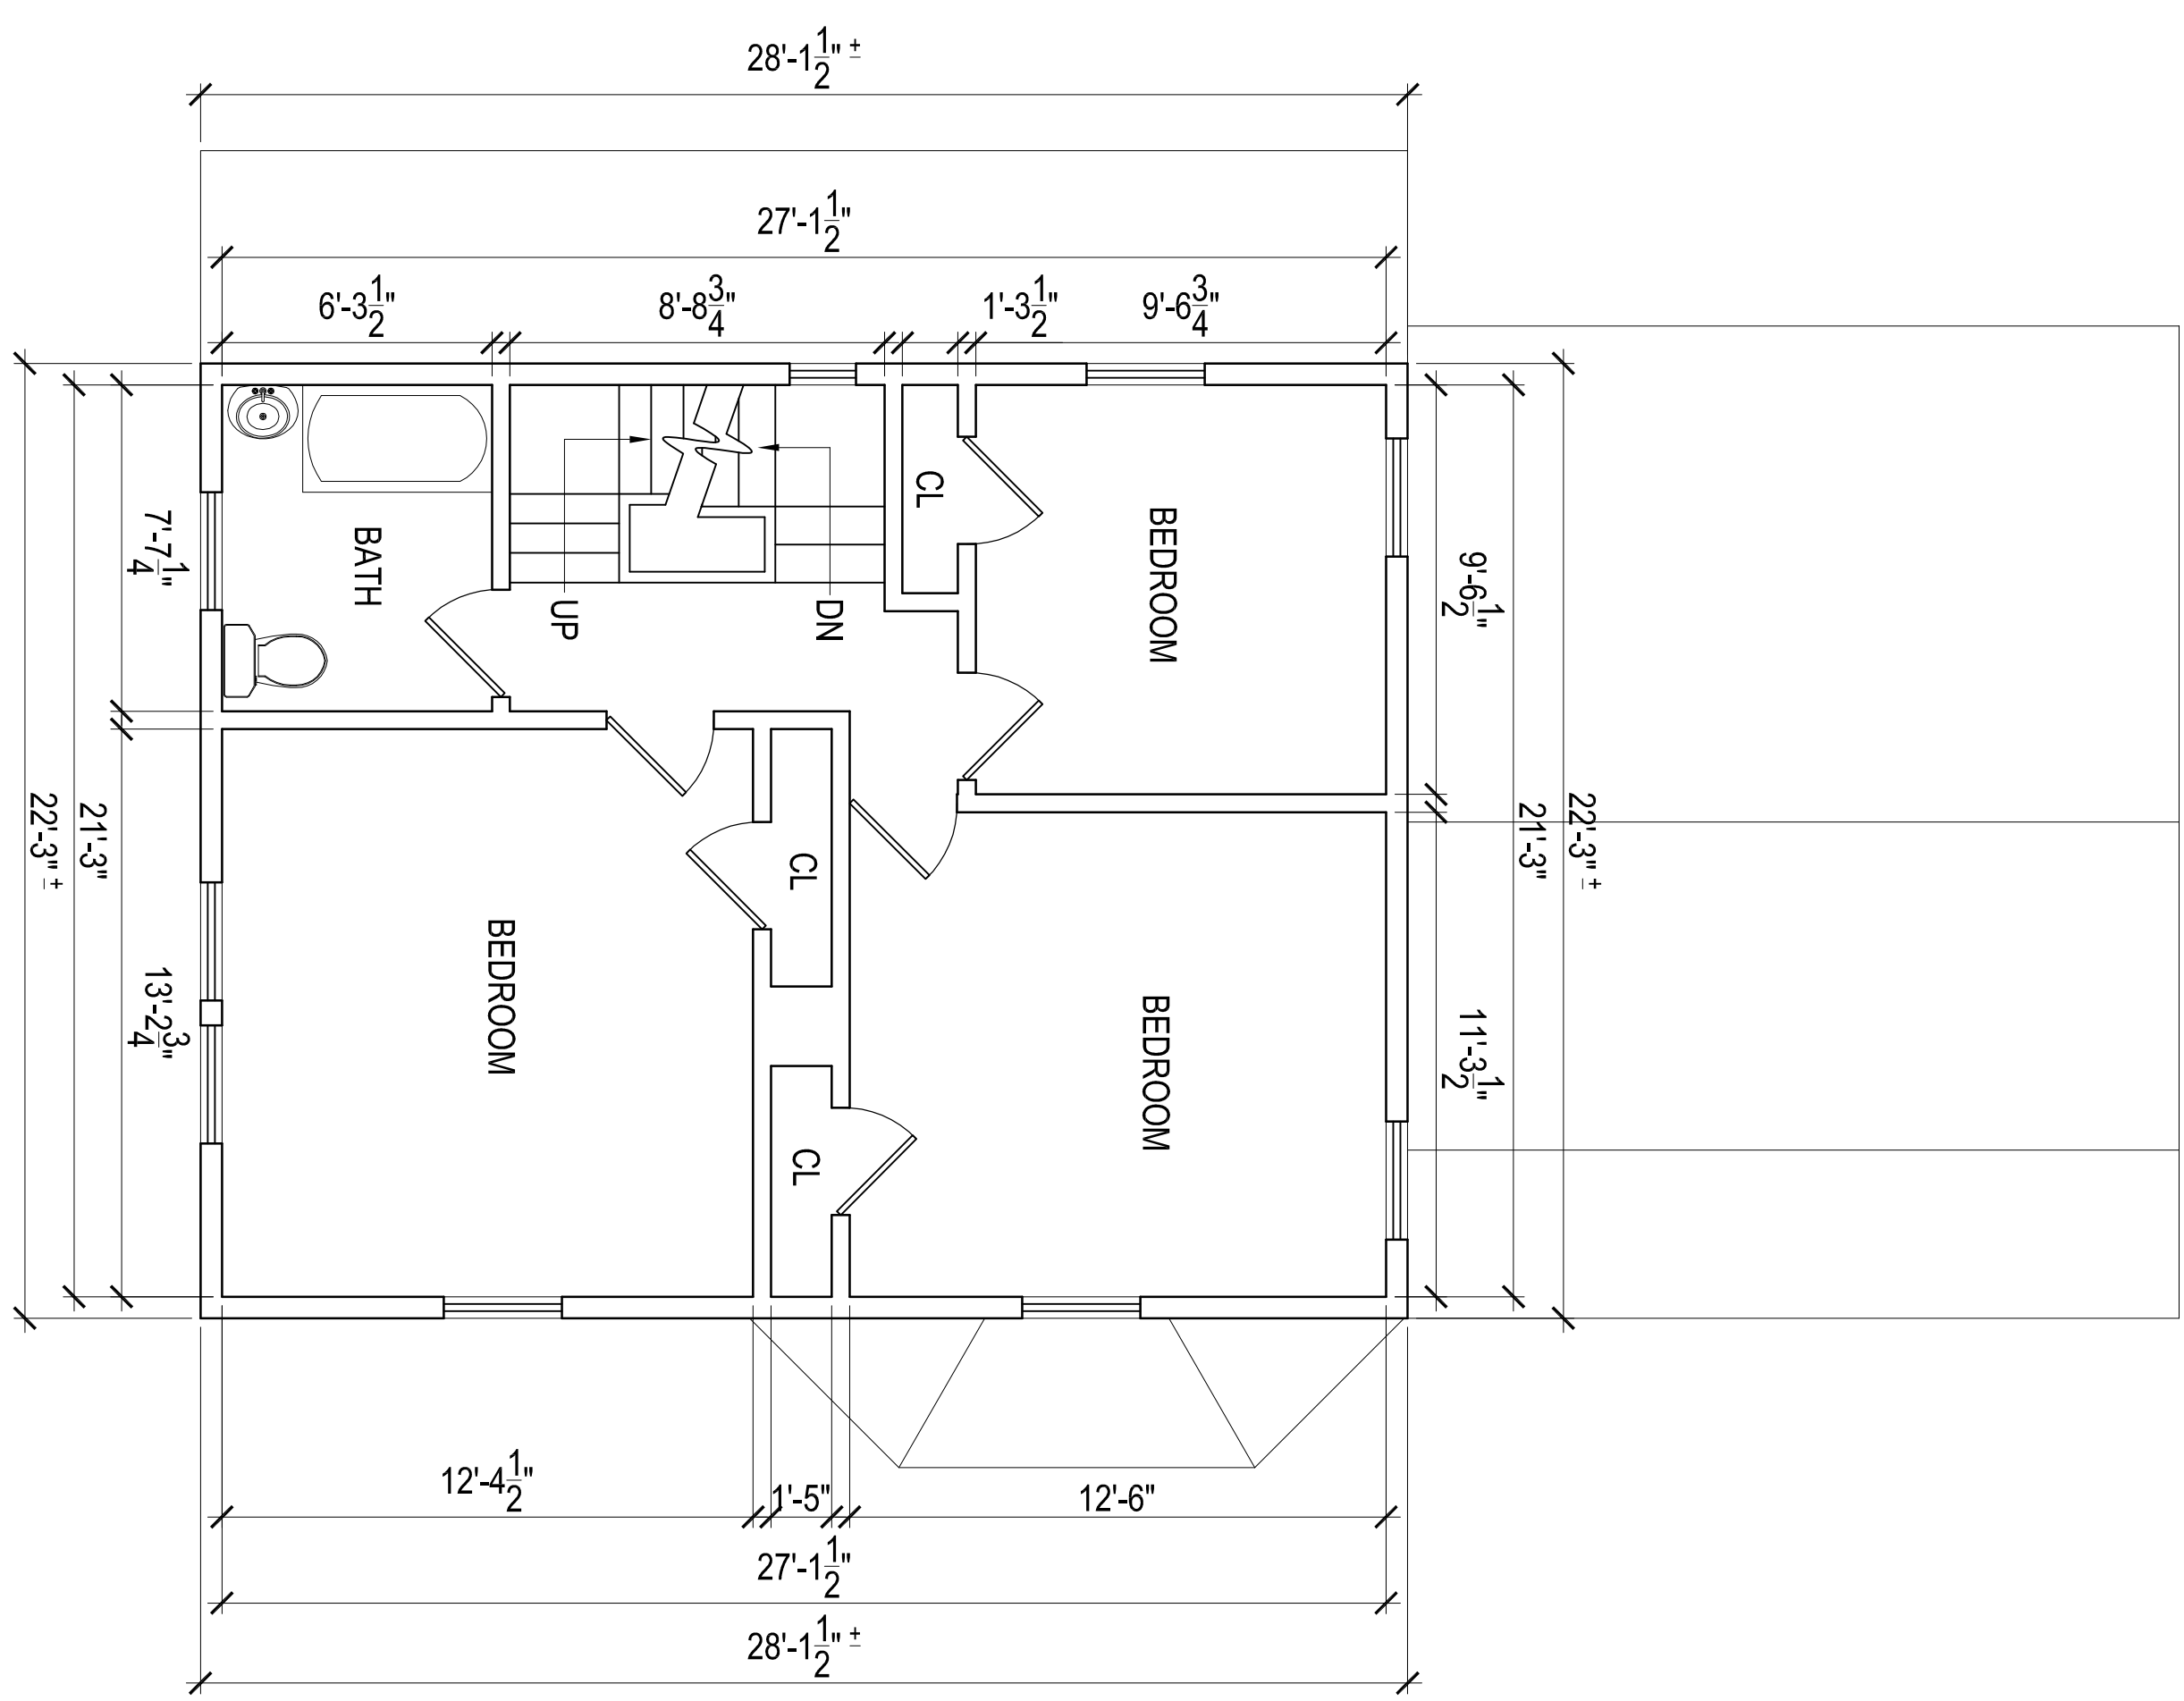 28'-1 1/2" ±
27'-1 1/2"
6'-3 1/2"
8'-8 3/4"
1'-3 1/2"
9'-6 3/4"
CL
BEDROOM
9'-6 1/2"
7'-7 1/4"
BATH
UP
DN
22'-3" ±
21'-3"
21'-3"
22'-3" ±
CL
BEDROOM
13'-2 3/4"
BEDROOM
11'-3 1/2"
CL
12'-4 1/2"
1'-5"
12'-6"
27'-1 1/2"
28'-1 1/2" ±